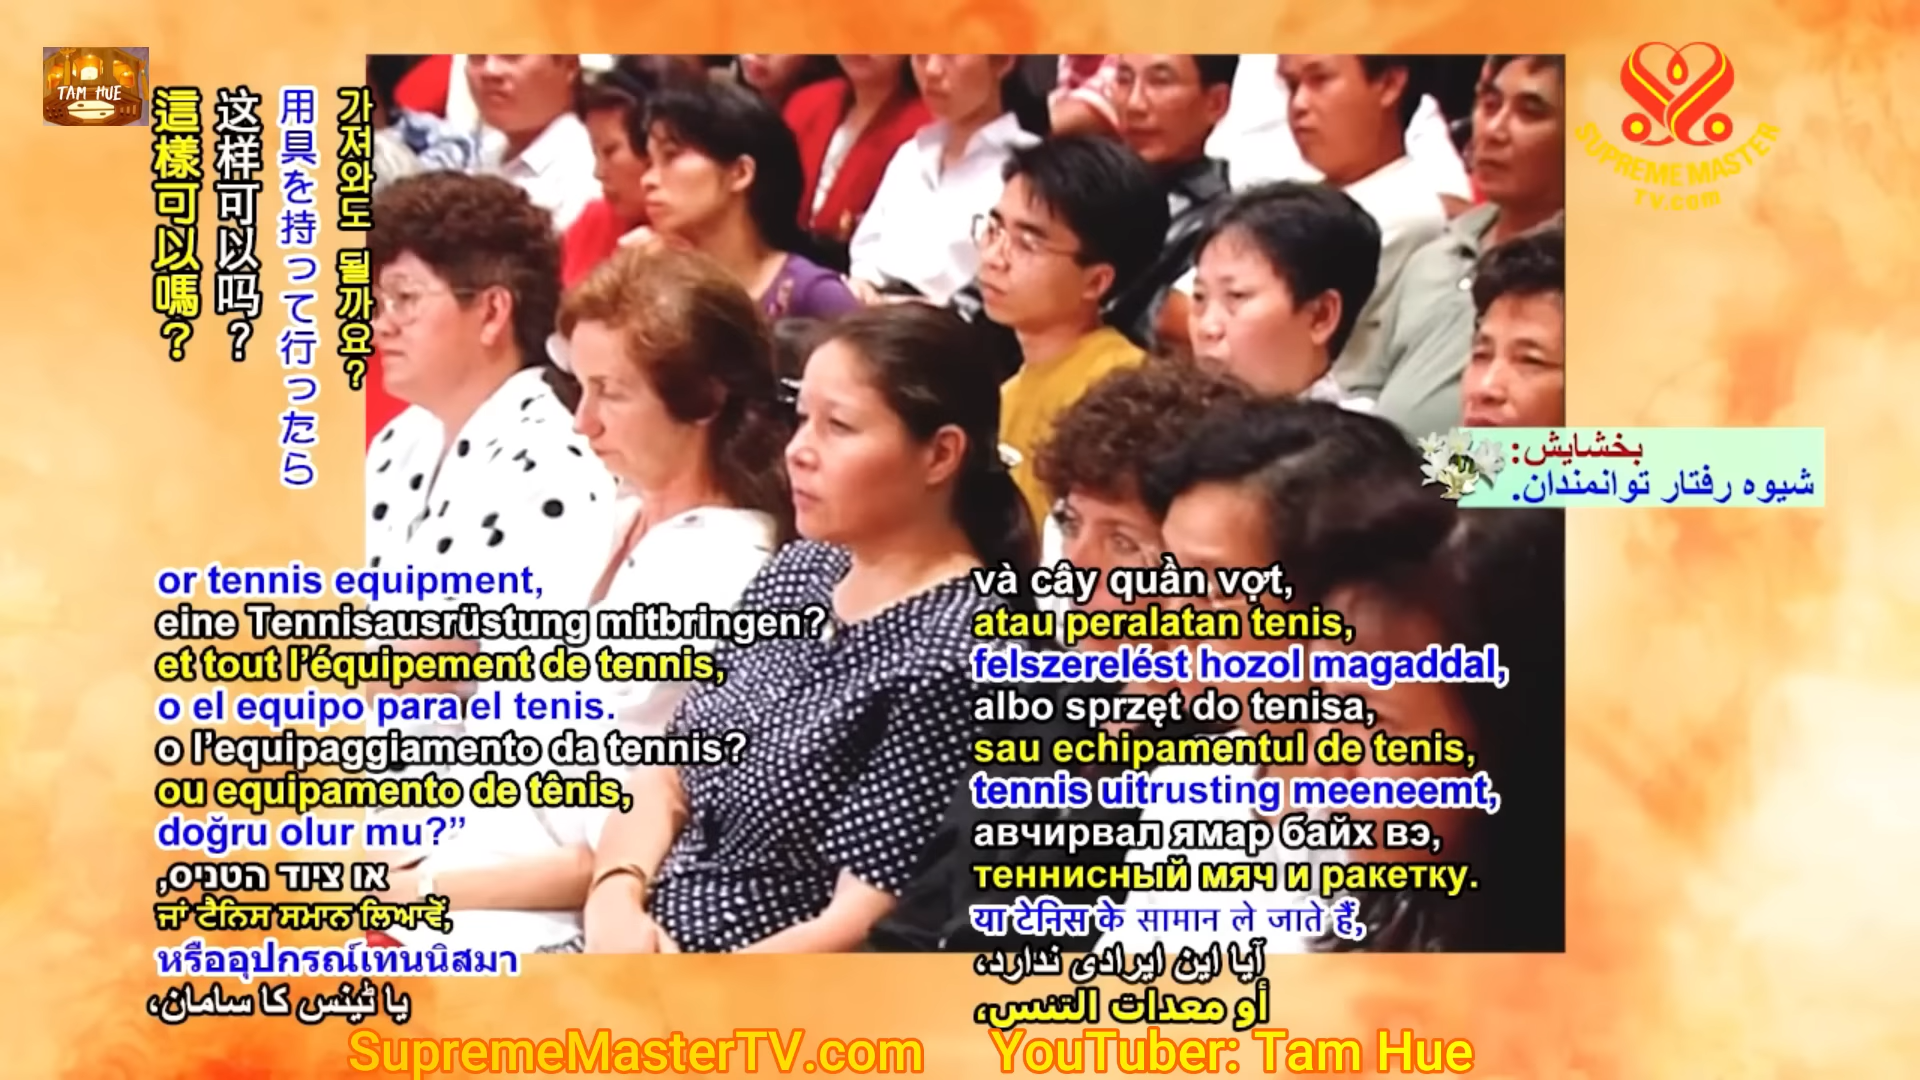 TAM HUE
這樣可以嗎？
这样可以吗？
用具を持って行ったら
가져와도 될까요?
SUPREME MASTER
TV.com
بخشایش:
شیوه رفتار توانمندان.
or tennis equipment,
eine Tennisausrüstung mitbringen?
et tout l’équipement de tennis,
o el equipo para el tenis.
o l’equipaggiamento da tennis?
ou equipamento de tênis,
doğru olur mu?”
או ציוד הטניס,
ਜਾਂ ਟੈਨਿਸ ਸਮਾਨ ਲਿਆਵੇਂ,
หรืออุปกรณ์เทนนิสมา
یا ٹینس کا سامان،
và cây quần vợt,
atau peralatan tenis,
felszerelést hozol magaddal,
albo sprzęt do tenisa,
sau echipamentul de tenis,
tennis uitrusting meeneemt,
авчирвал ямар байх вэ,
теннисный мяч и ракетку.
या टेनिस के सामान ले जाते हैं,
آیا این ایرادی ندارد،
أو معدات التنس،
SupremeMasterTV.com YouTuber: Tam Hue